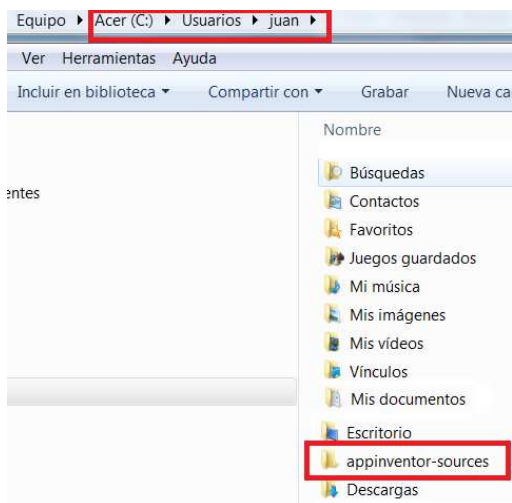 Equipo ▸ Acer (C:) ▸ Usuarios ▸ juan ▸
Ver Herramientas Ayuda
Incluir en biblioteca ▾ Compartir con ▾ Grabar Nueva ca
Nombre
Búsquedas
entes
Contactos
Favoritos
Juegos guardados
Mi música
Mis imágenes
Mis vídeos
Vínculos
Mis documentos
Escritorio
appinventor-sources
Descargas